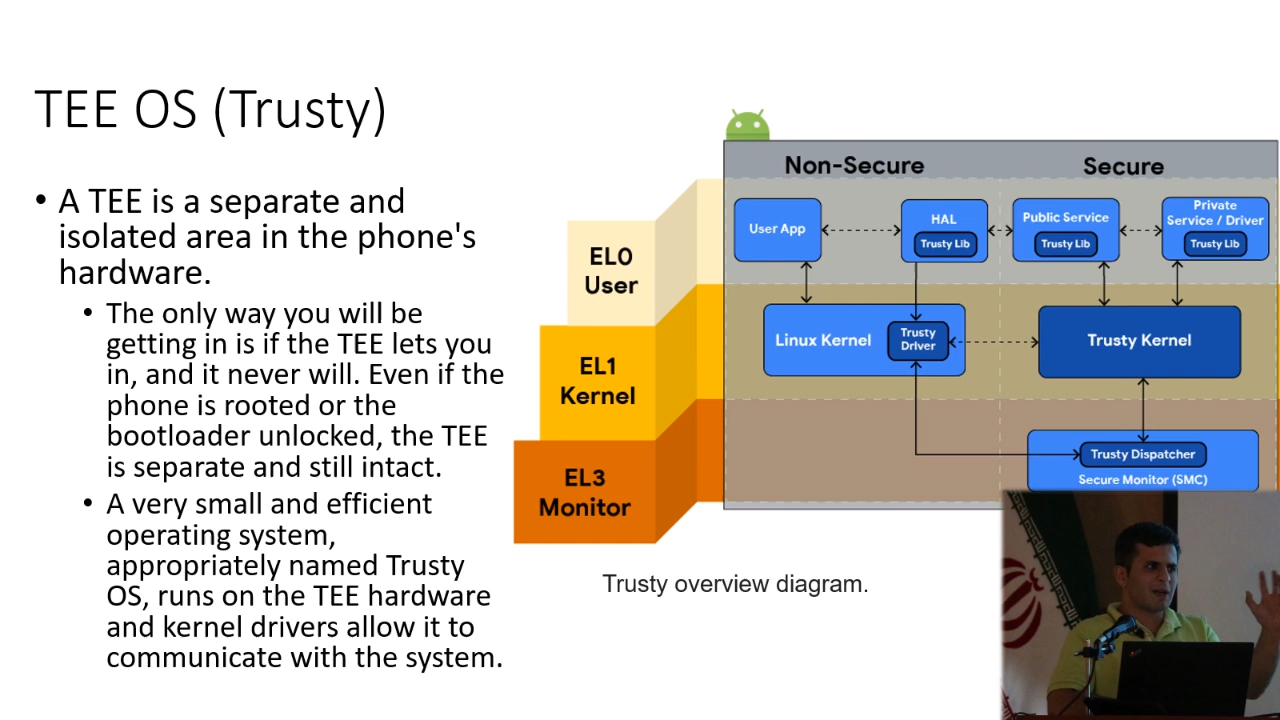 TEE OS (Trusty)
• A TEE is a separate and
isolated area in the phone's
hardware.
• The only way you will be
getting in is if the TEE lets you
in, and it never will. Even if the
phone is rooted or the
bootloader unlocked, the TEE
is separate and still intact.
• A very small and efficient
operating system,
appropriately named Trusty
OS, runs on the TEE hardware
and kernel drivers allow it to
communicate with the system.
Non-Secure
Secure
EL0
User
User App
HAL
Trusty Lib
Public Service
Trusty Lib
Private
Service / Driver
Trusty Lib
EL1
Kernel
Linux Kernel
Trusty
Driver
Trusty Kernel
EL3
Monitor
Trusty Dispatcher
Secure Monitor (SMC)
Trusty overview diagram.